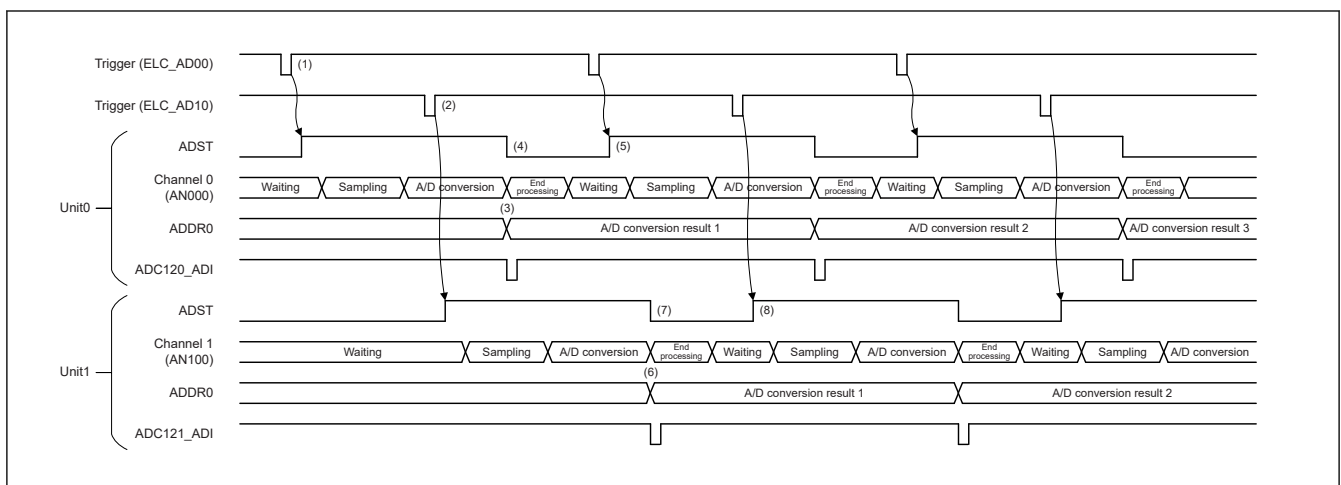 Trigger (ELC_AD00) (1)
Trigger (ELC_AD10) (2)
ADST (4) (5)
Channel 0
(AN000)
Waiting Sampling A/D conversion End processing Waiting Sampling A/D conversion End processing Waiting Sampling A/D conversion End processing
Unit0
(3)
ADDR0 A/D conversion result 1 A/D conversion result 2 A/D conversion result 3
ADC120_ADI
ADST (7) (8)
Channel 1
(AN100)
Waiting Sampling A/D conversion End processing Waiting Sampling A/D conversion End processing Waiting Sampling A/D conversion
Unit1
(6)
ADDR0 A/D conversion result 1 A/D conversion result 2
ADC121_ADI